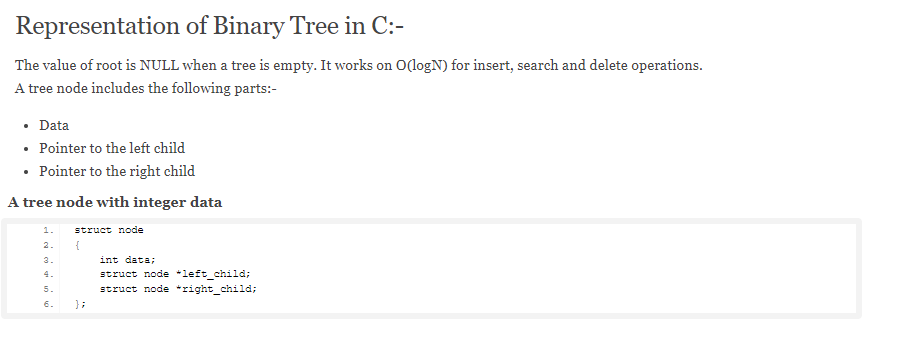 Representation of Binary Tree in C:-
The value of root is NULL when a tree is empty. It works on O(logN) for insert, search and delete operations.
A tree node includes the following parts:-
• Data
• Pointer to the left child
• Pointer to the right child
A tree node with integer data
1. struct node
2. {
3. int data;
4. struct node *left_child;
5. struct node *right_child;
6. };